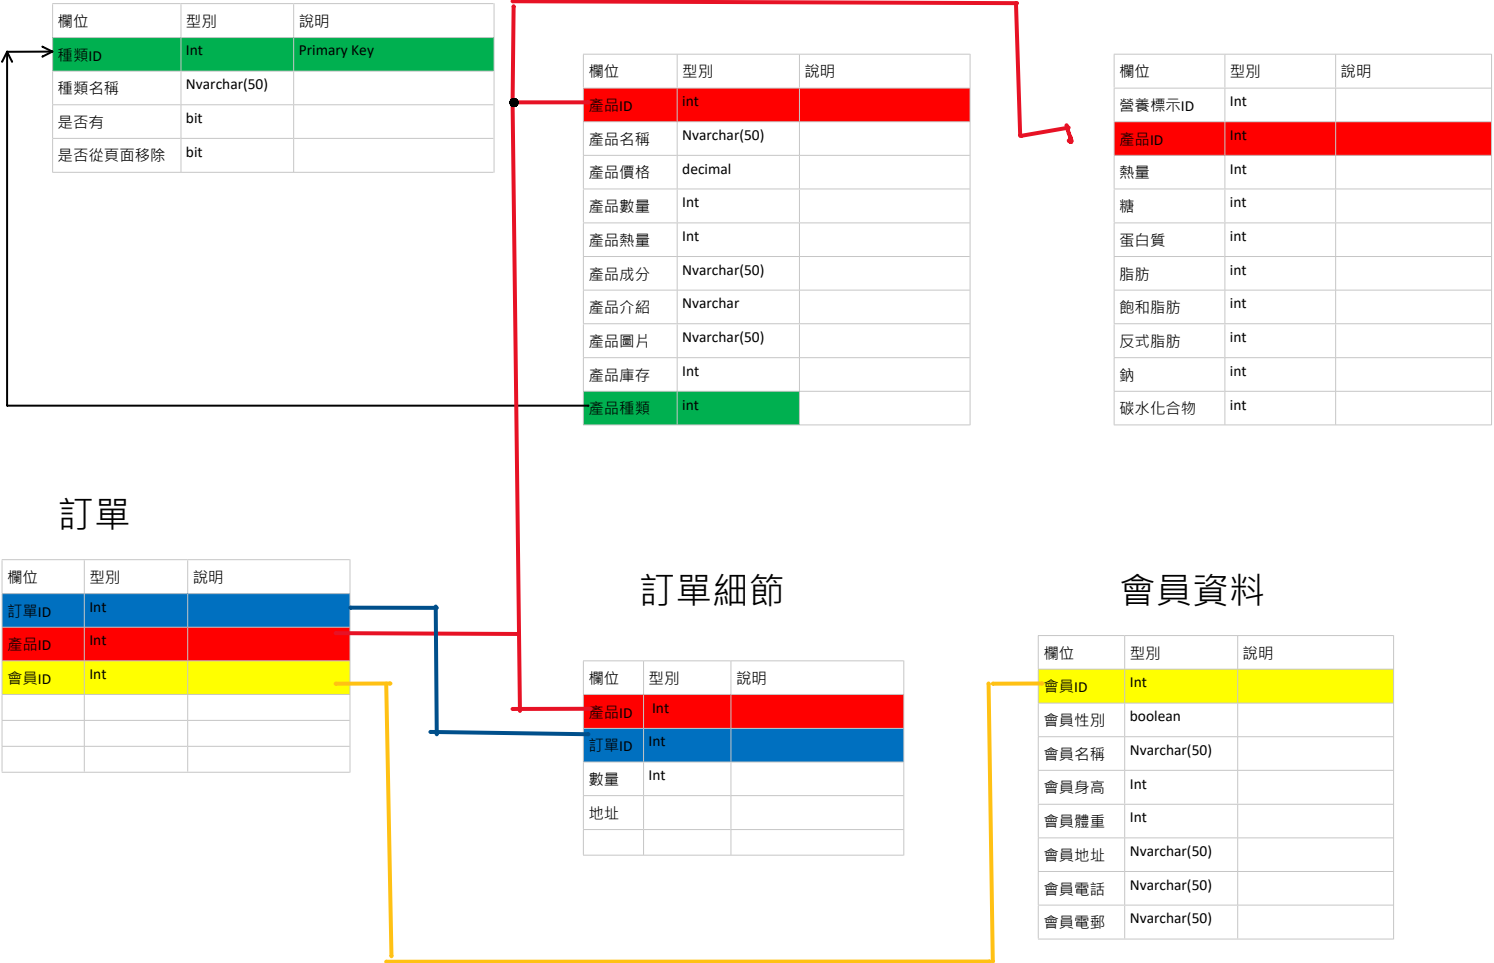 欄位 型別 說明
種類ID Int Primary Key
種類名稱 Nvarchar(50)
是否有 bit
是否從頁面移除 bit
欄位 型別 說明
產品ID int
產品名稱 Nvarchar(50)
產品價格 decimal
產品數量 Int
產品熱量 Int
產品成分 Nvarchar(50)
產品介紹 Nvarchar
產品圖片 Nvarchar(50)
產品庫存 Int
產品種類 int
欄位 型別 說明
營養標示ID Int
產品ID Int
熱量 Int
糖 int
蛋白質 int
脂肪 int
飽和脂肪 int
反式脂肪 int
鈉 int
碳水化合物 int
訂單
欄位 型別 說明
訂單ID Int
產品ID Int
會員ID Int
訂單細節
欄位 型別 說明
產品ID Int
訂單ID Int
數量 Int
地址
會員資料
欄位 型別 說明
會員ID Int
會員性別 boolean
會員名稱 Nvarchar(50)
會員身高 Int
會員體重 Int
會員地址 Nvarchar(50)
會員電話 Nvarchar(50)
會員電郵 Nvarchar(50)